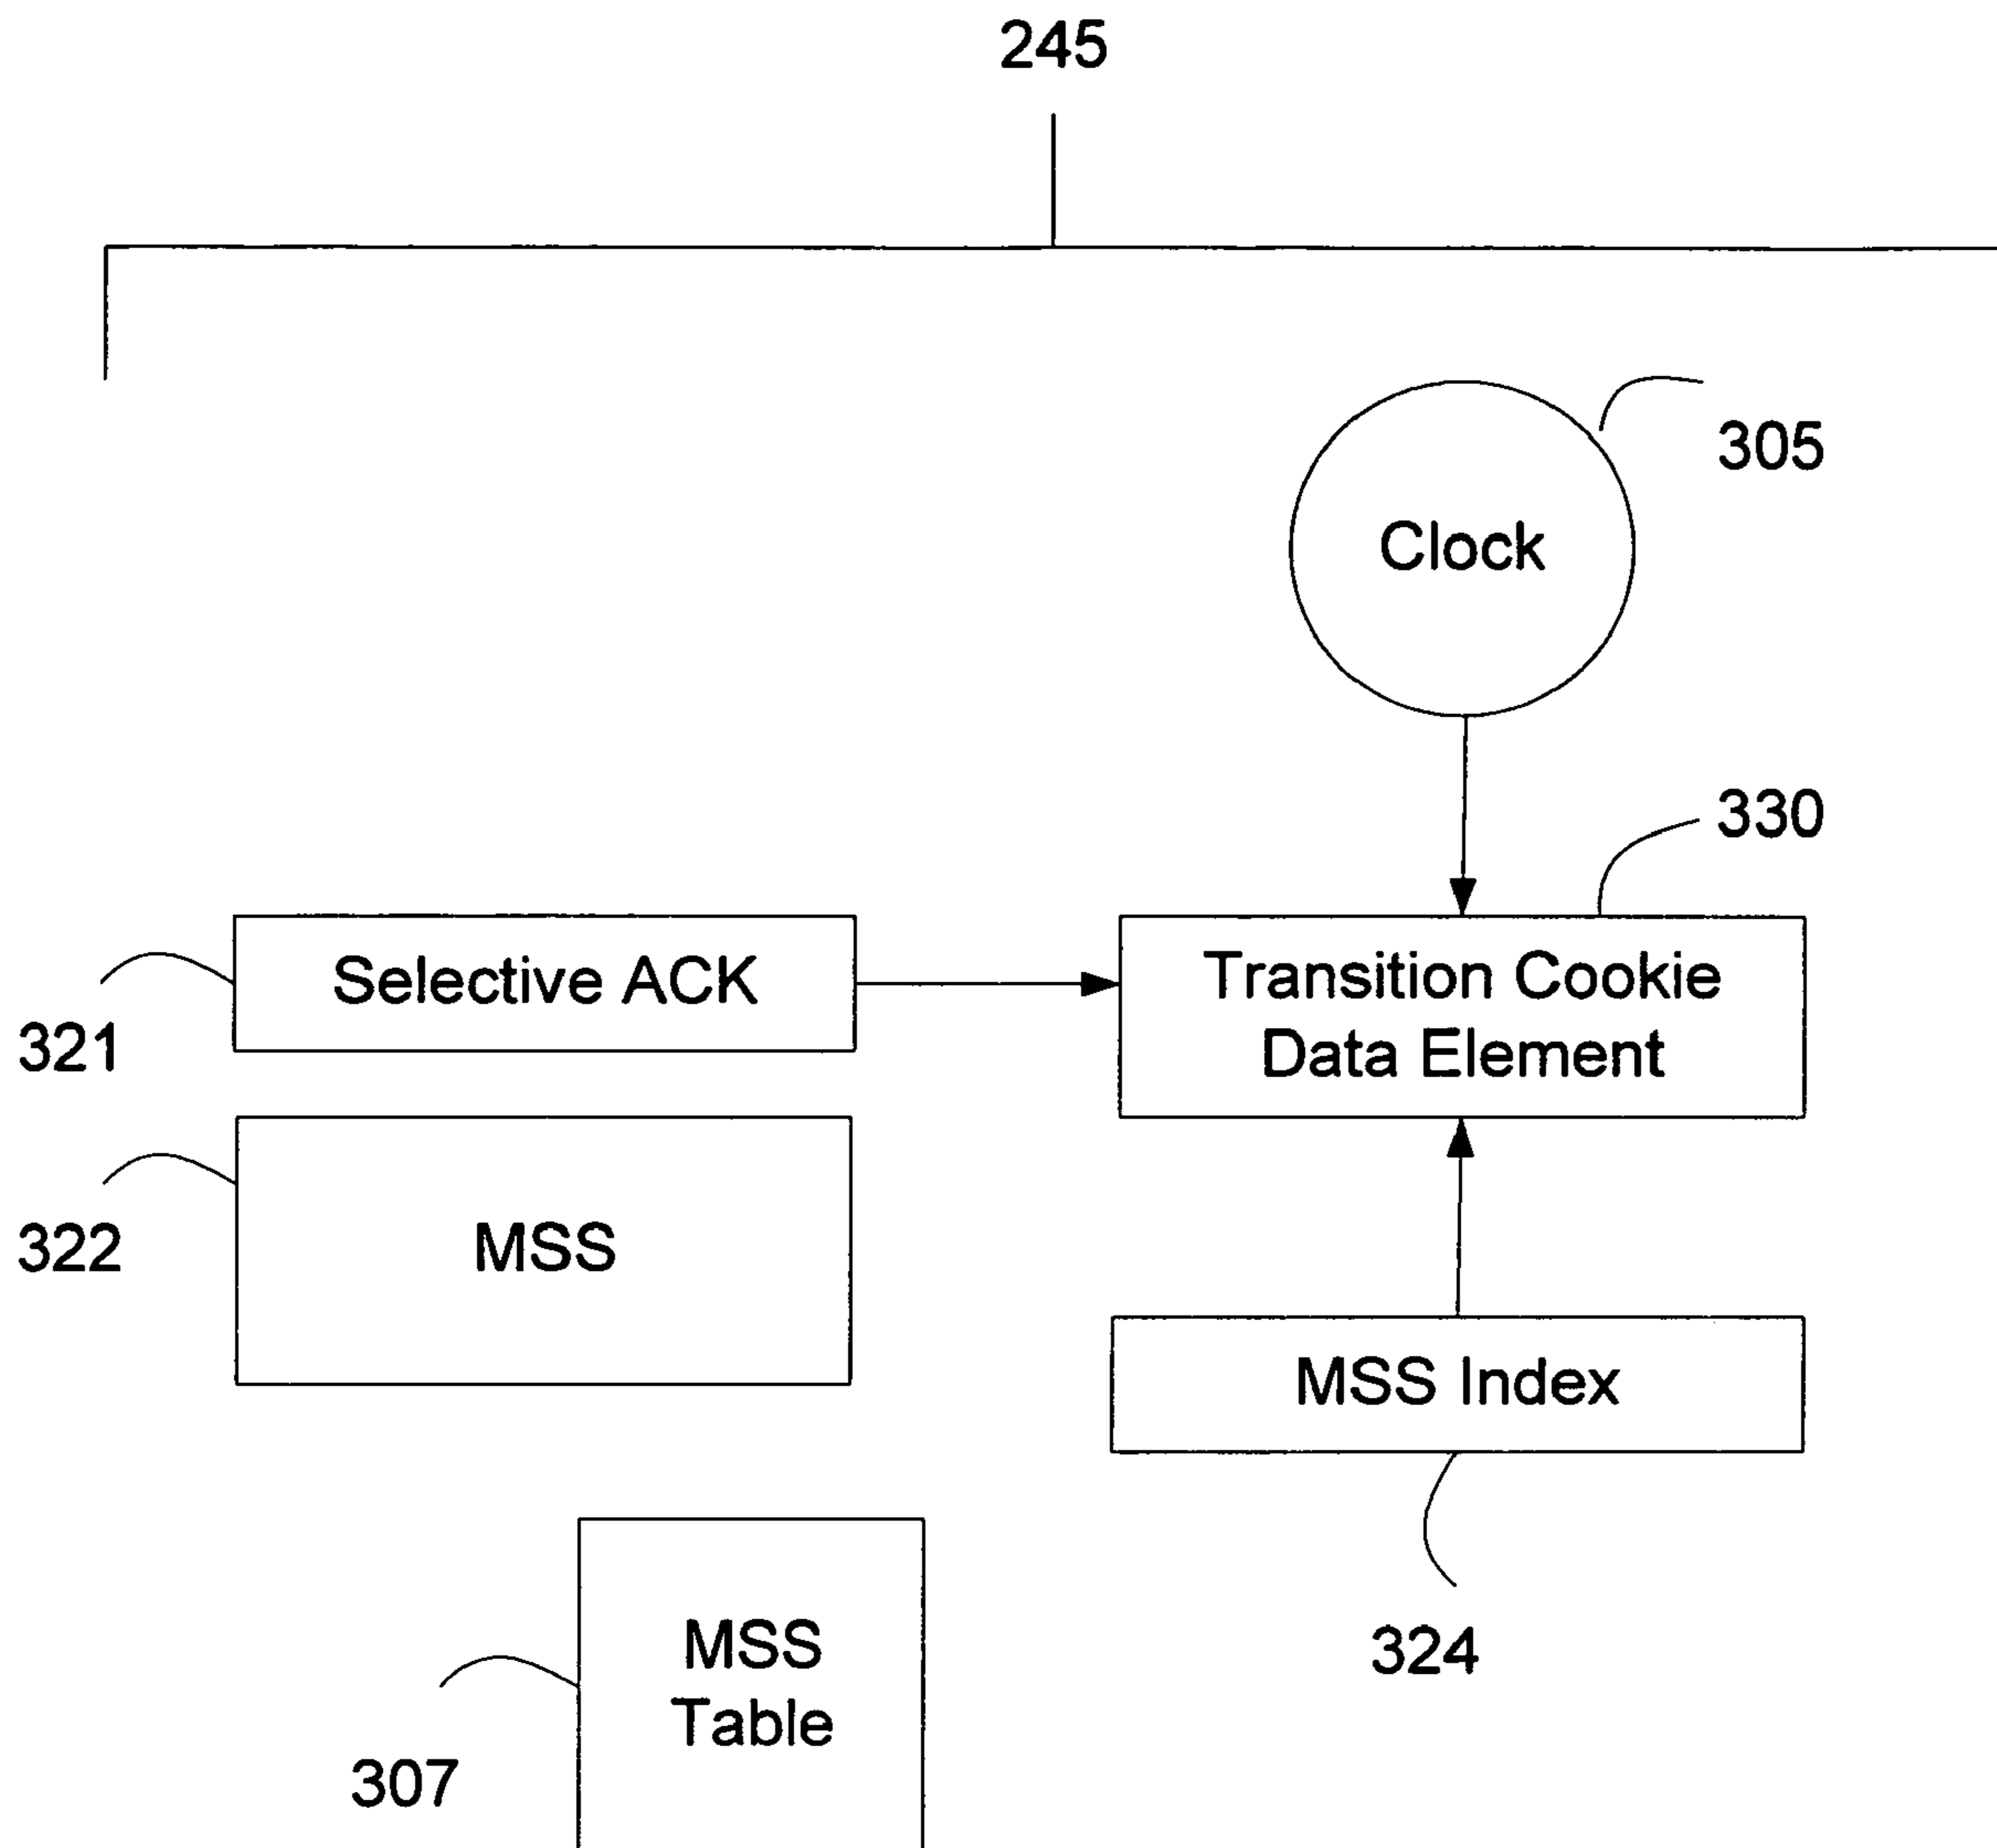 245
305
Clock
330
Selective ACK
Transition Cookie
Data Element
321
322
MSS
MSS Index
324
MSS
Table
307